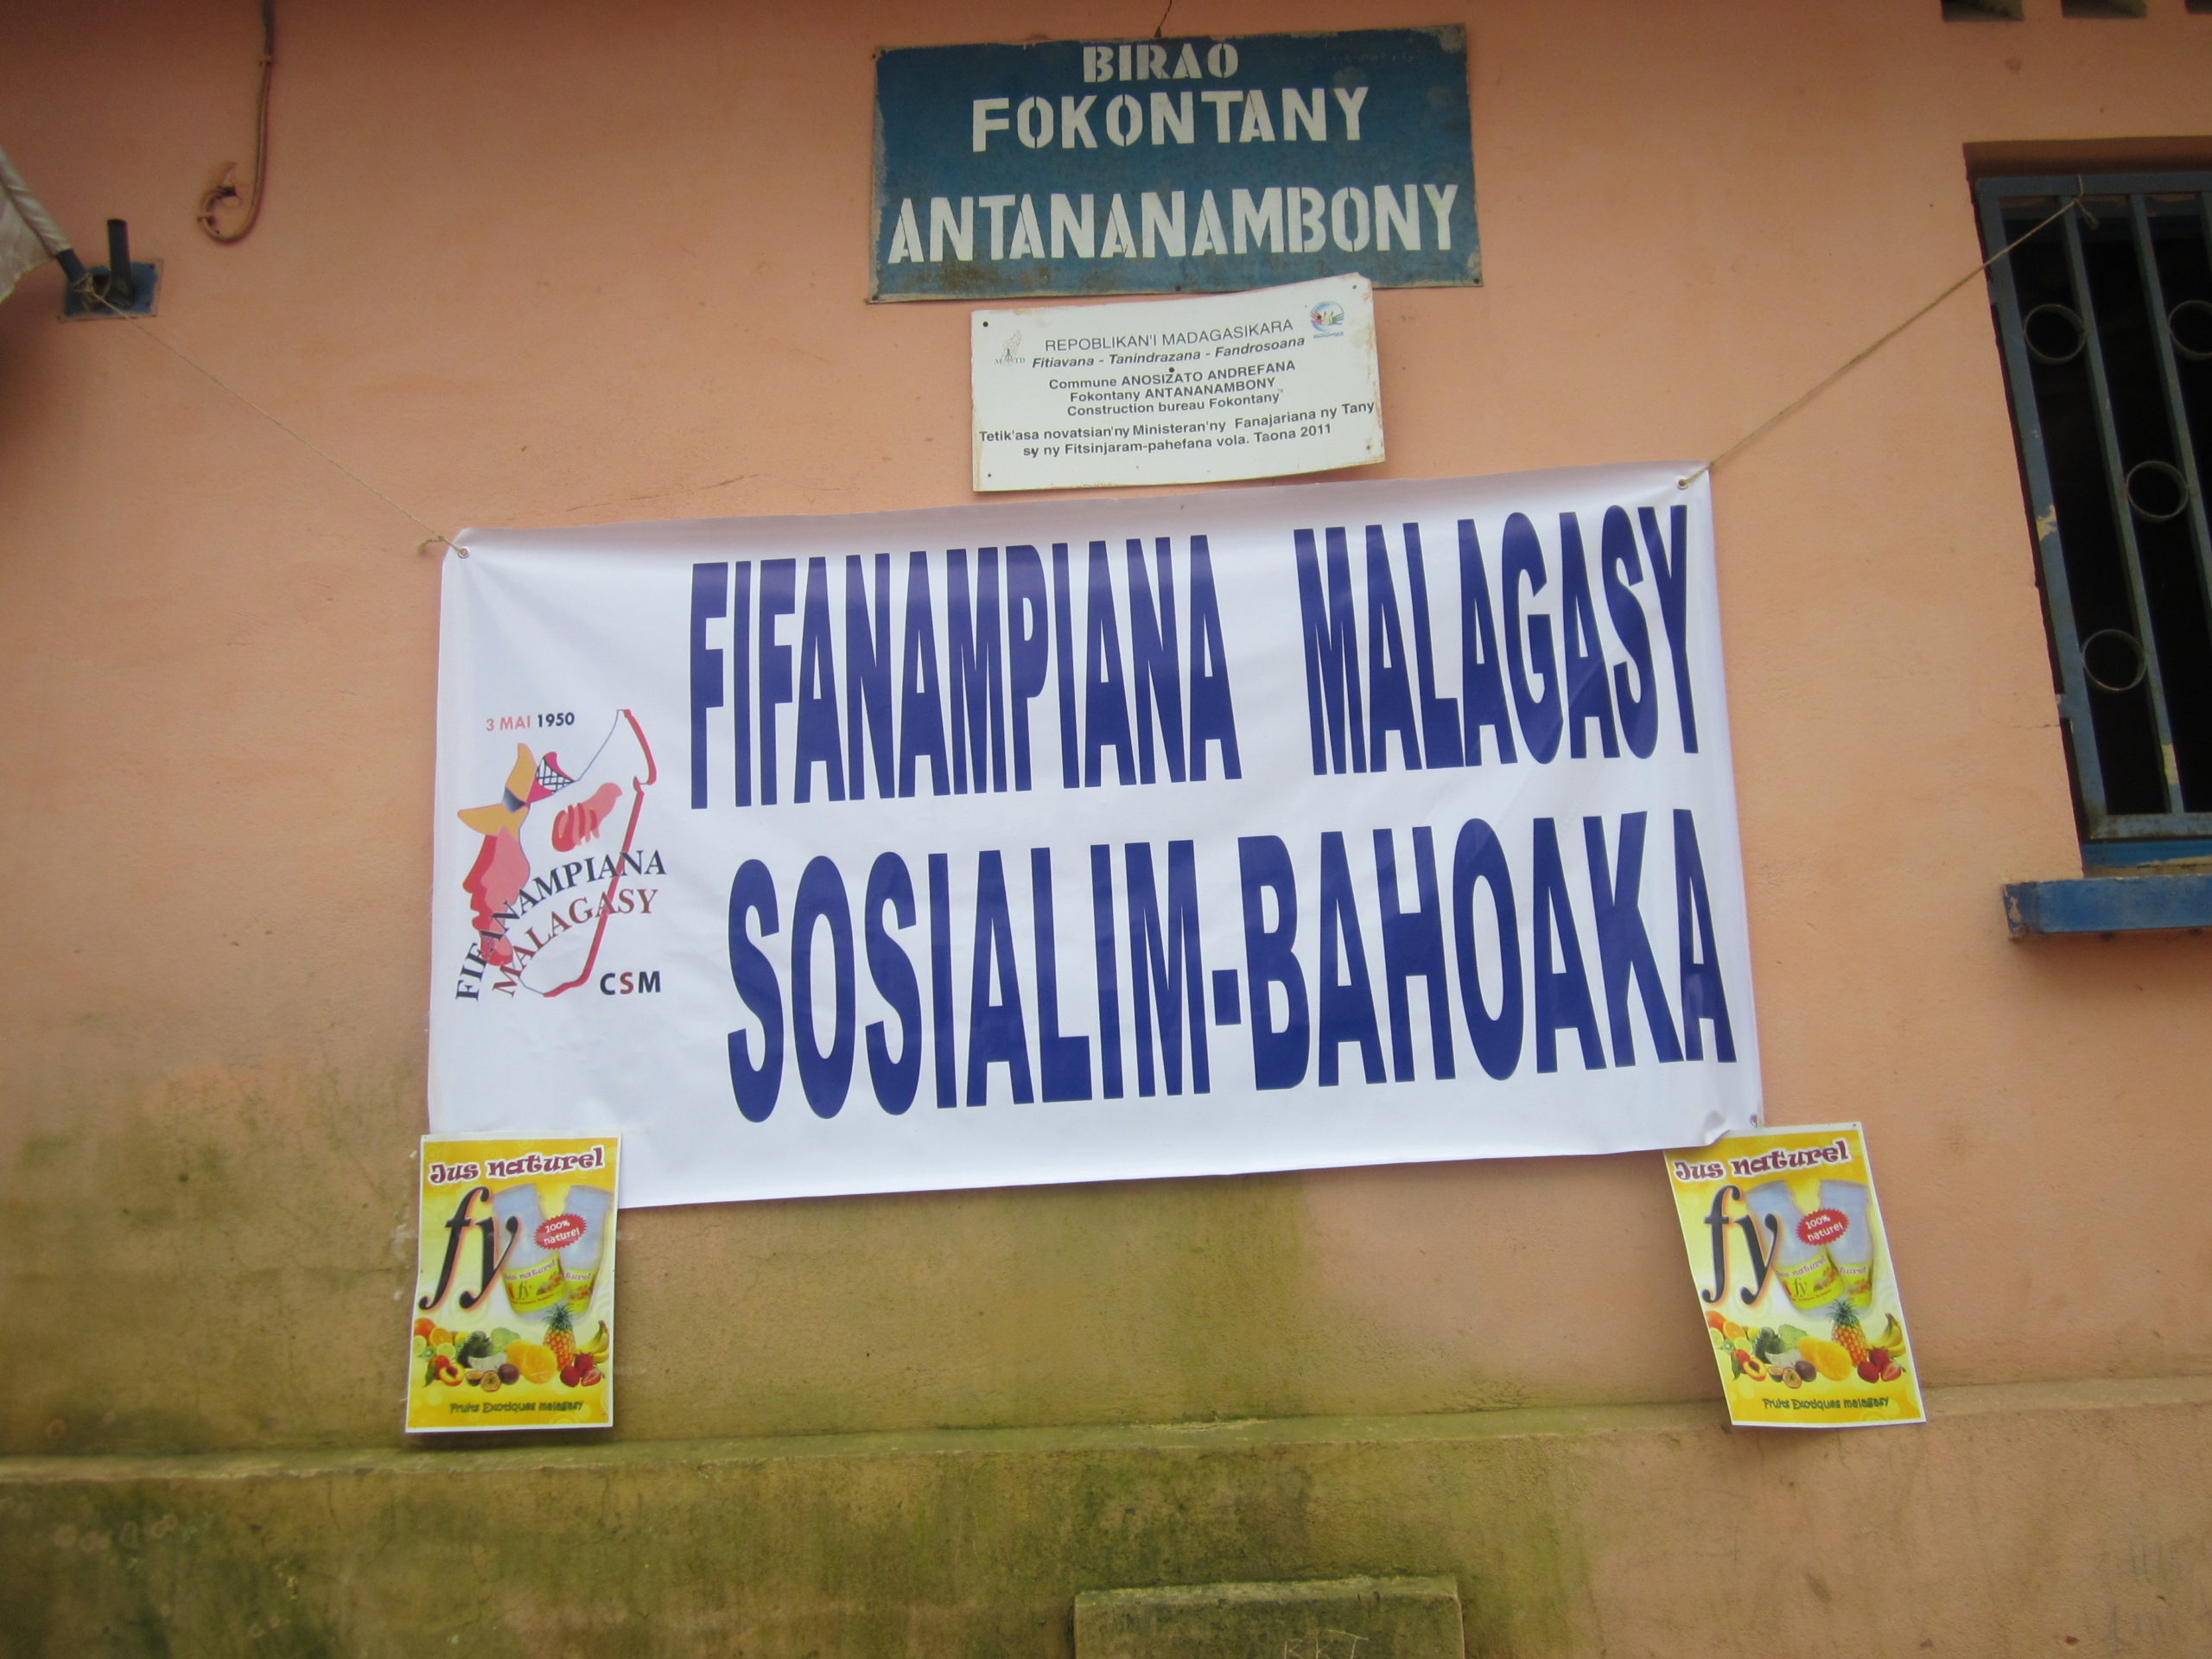 BIRAO
FOKONTANY
ANTANANAMBONY
REPOBLIKAN'I MADAGASIKARA
Fitiavana - Tanindrazana - Fandrosoana
Commune ANOSIZATO ANDREFANA
Fokontany ANTANANAMBONY
Construction bureau Fokontany
Tetik'asa novatsian'ny Ministeran'ny Fanajariana ny Tany
sy ny Fitsinjaram-pahefana vola. Taona 2011
FIFANAMPIANA MALAGASY
SOSIALIM-BAHOAKA
3 MAI 1950
FIFANAMPIANA
MALAGASY
CSM
Jus naturel
fy
100%
naturel
fy
Fruits Exotiques malagasy
Jus naturel
fy
100%
naturel
fy
Fruits Exotiques malagasy